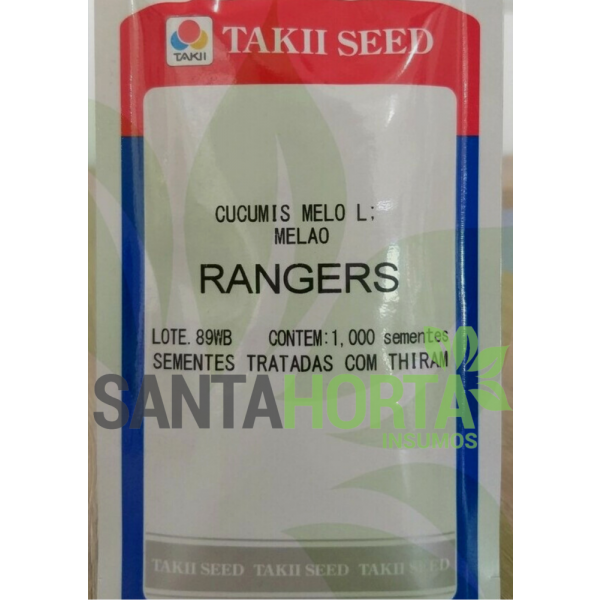 TAKII
TAKII SEED
CUCUMIS MELO L;
MELAO
RANGERS
LOTE. 89WB CONTEM:1,000 sementes
SEMENTES TRATADAS COM THIRAM
SANTAHORTA
INSUMOS
TAKII SEED TAKII SEED TAKII SEED